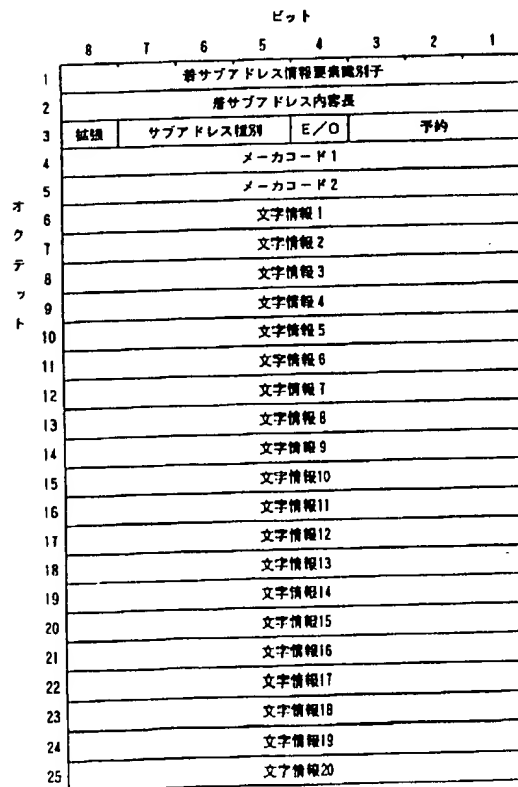 ビット
8 7 6 5 4 3 2 1
1 着サブアドレス情報要素識別子
2 着サブアドレス内容長
3 拡張 サブアドレス種別 E/O 予約
4 メーカコード1
5 メーカコード2
オクテット
6 文字情報1
7 文字情報2
8 文字情報3
9 文字情報4
10 文字情報5
11 文字情報6
12 文字情報7
13 文字情報8
14 文字情報9
15 文字情報10
16 文字情報11
17 文字情報12
18 文字情報13
19 文字情報14
20 文字情報15
21 文字情報16
22 文字情報17
23 文字情報18
24 文字情報19
25 文字情報20